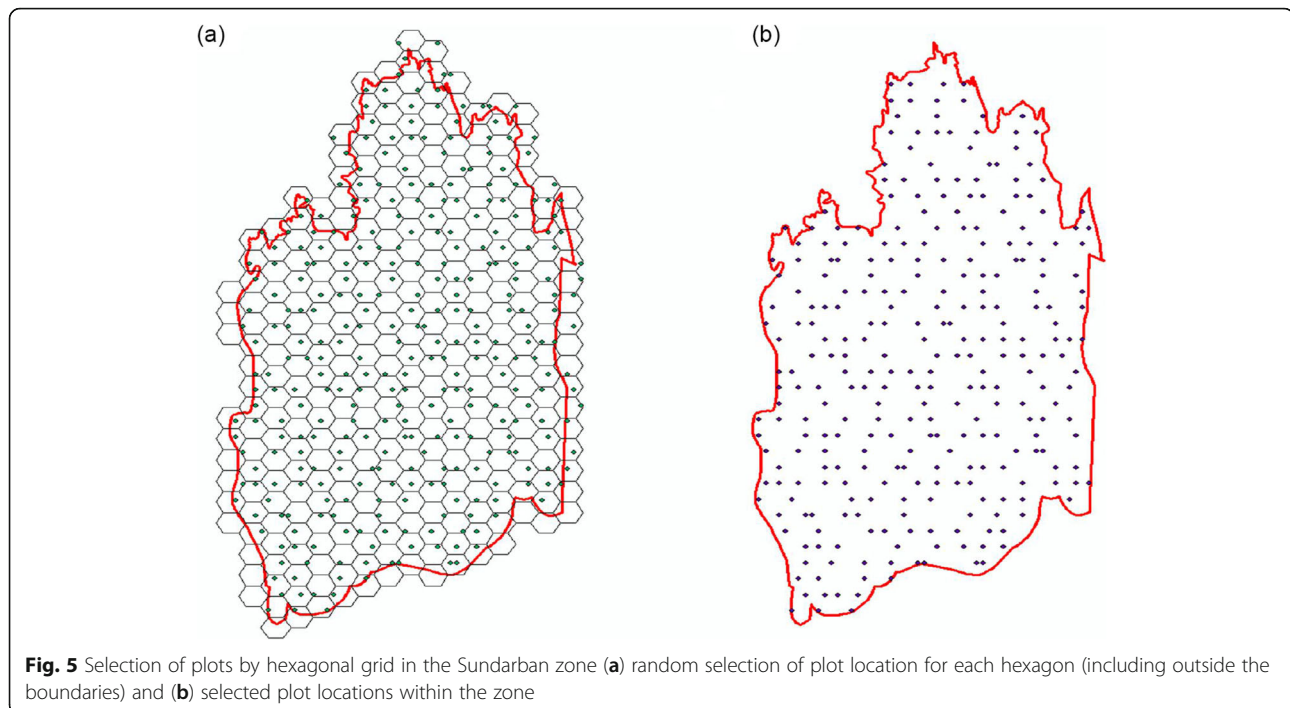 (a)
(b)
Fig. 5 Selection of plots by hexagonal grid in the Sundarban zone (a) random selection of plot location for each hexagon (including outside the
boundaries) and (b) selected plot locations within the zone